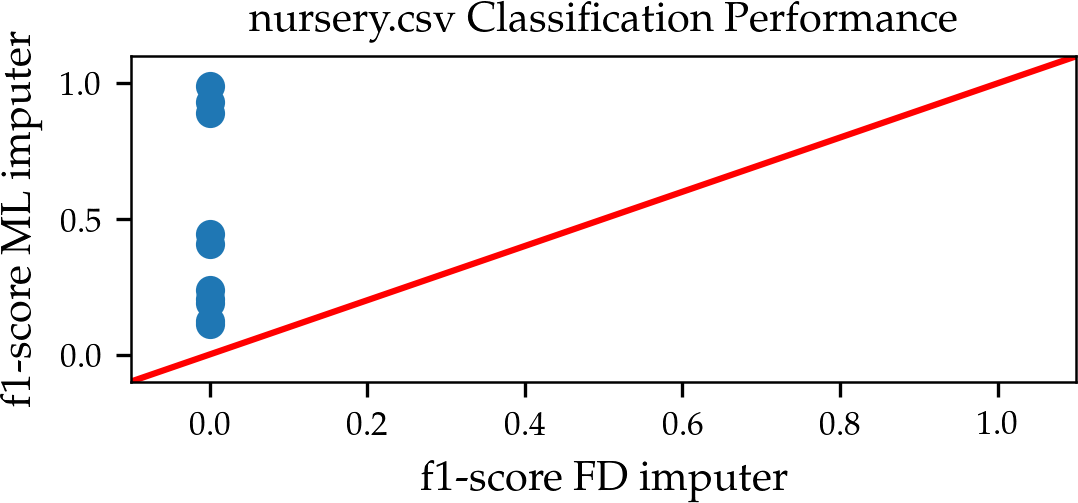 nursery.csv Classification Performance
f1-score ML imputer
1.0
0.5
0.0
0.0 0.2 0.4 0.6 0.8 1.0
f1-score FD imputer